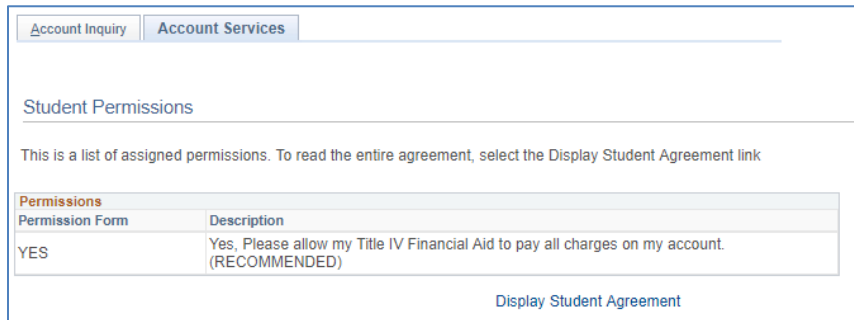 Account Inquiry Account Services
Student Permissions
This is a list of assigned permissions. To read the entire agreement, select the Display Student Agreement link
Permissions
Permission Form Description
YES Yes, Please allow my Title IV Financial Aid to pay all charges on my account.
(RECOMMENDED)
Display Student Agreement